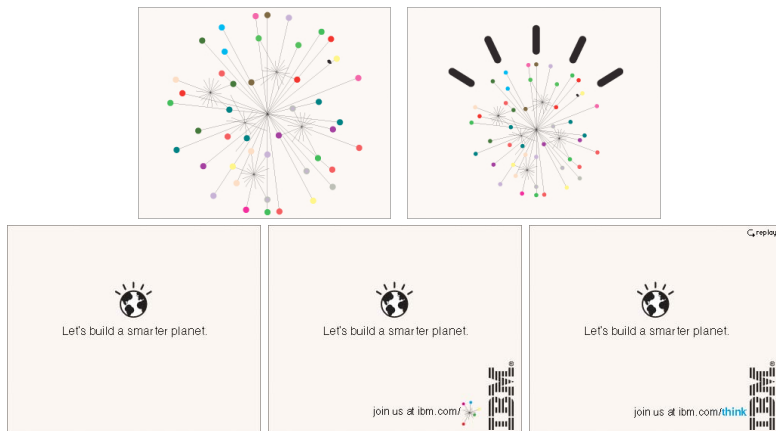 replay
Let's build a smarter planet.
Let's build a smarter planet.
Let's build a smarter planet.
join us at ibm.com/
IBM®
join us at ibm.com/think
IBM®